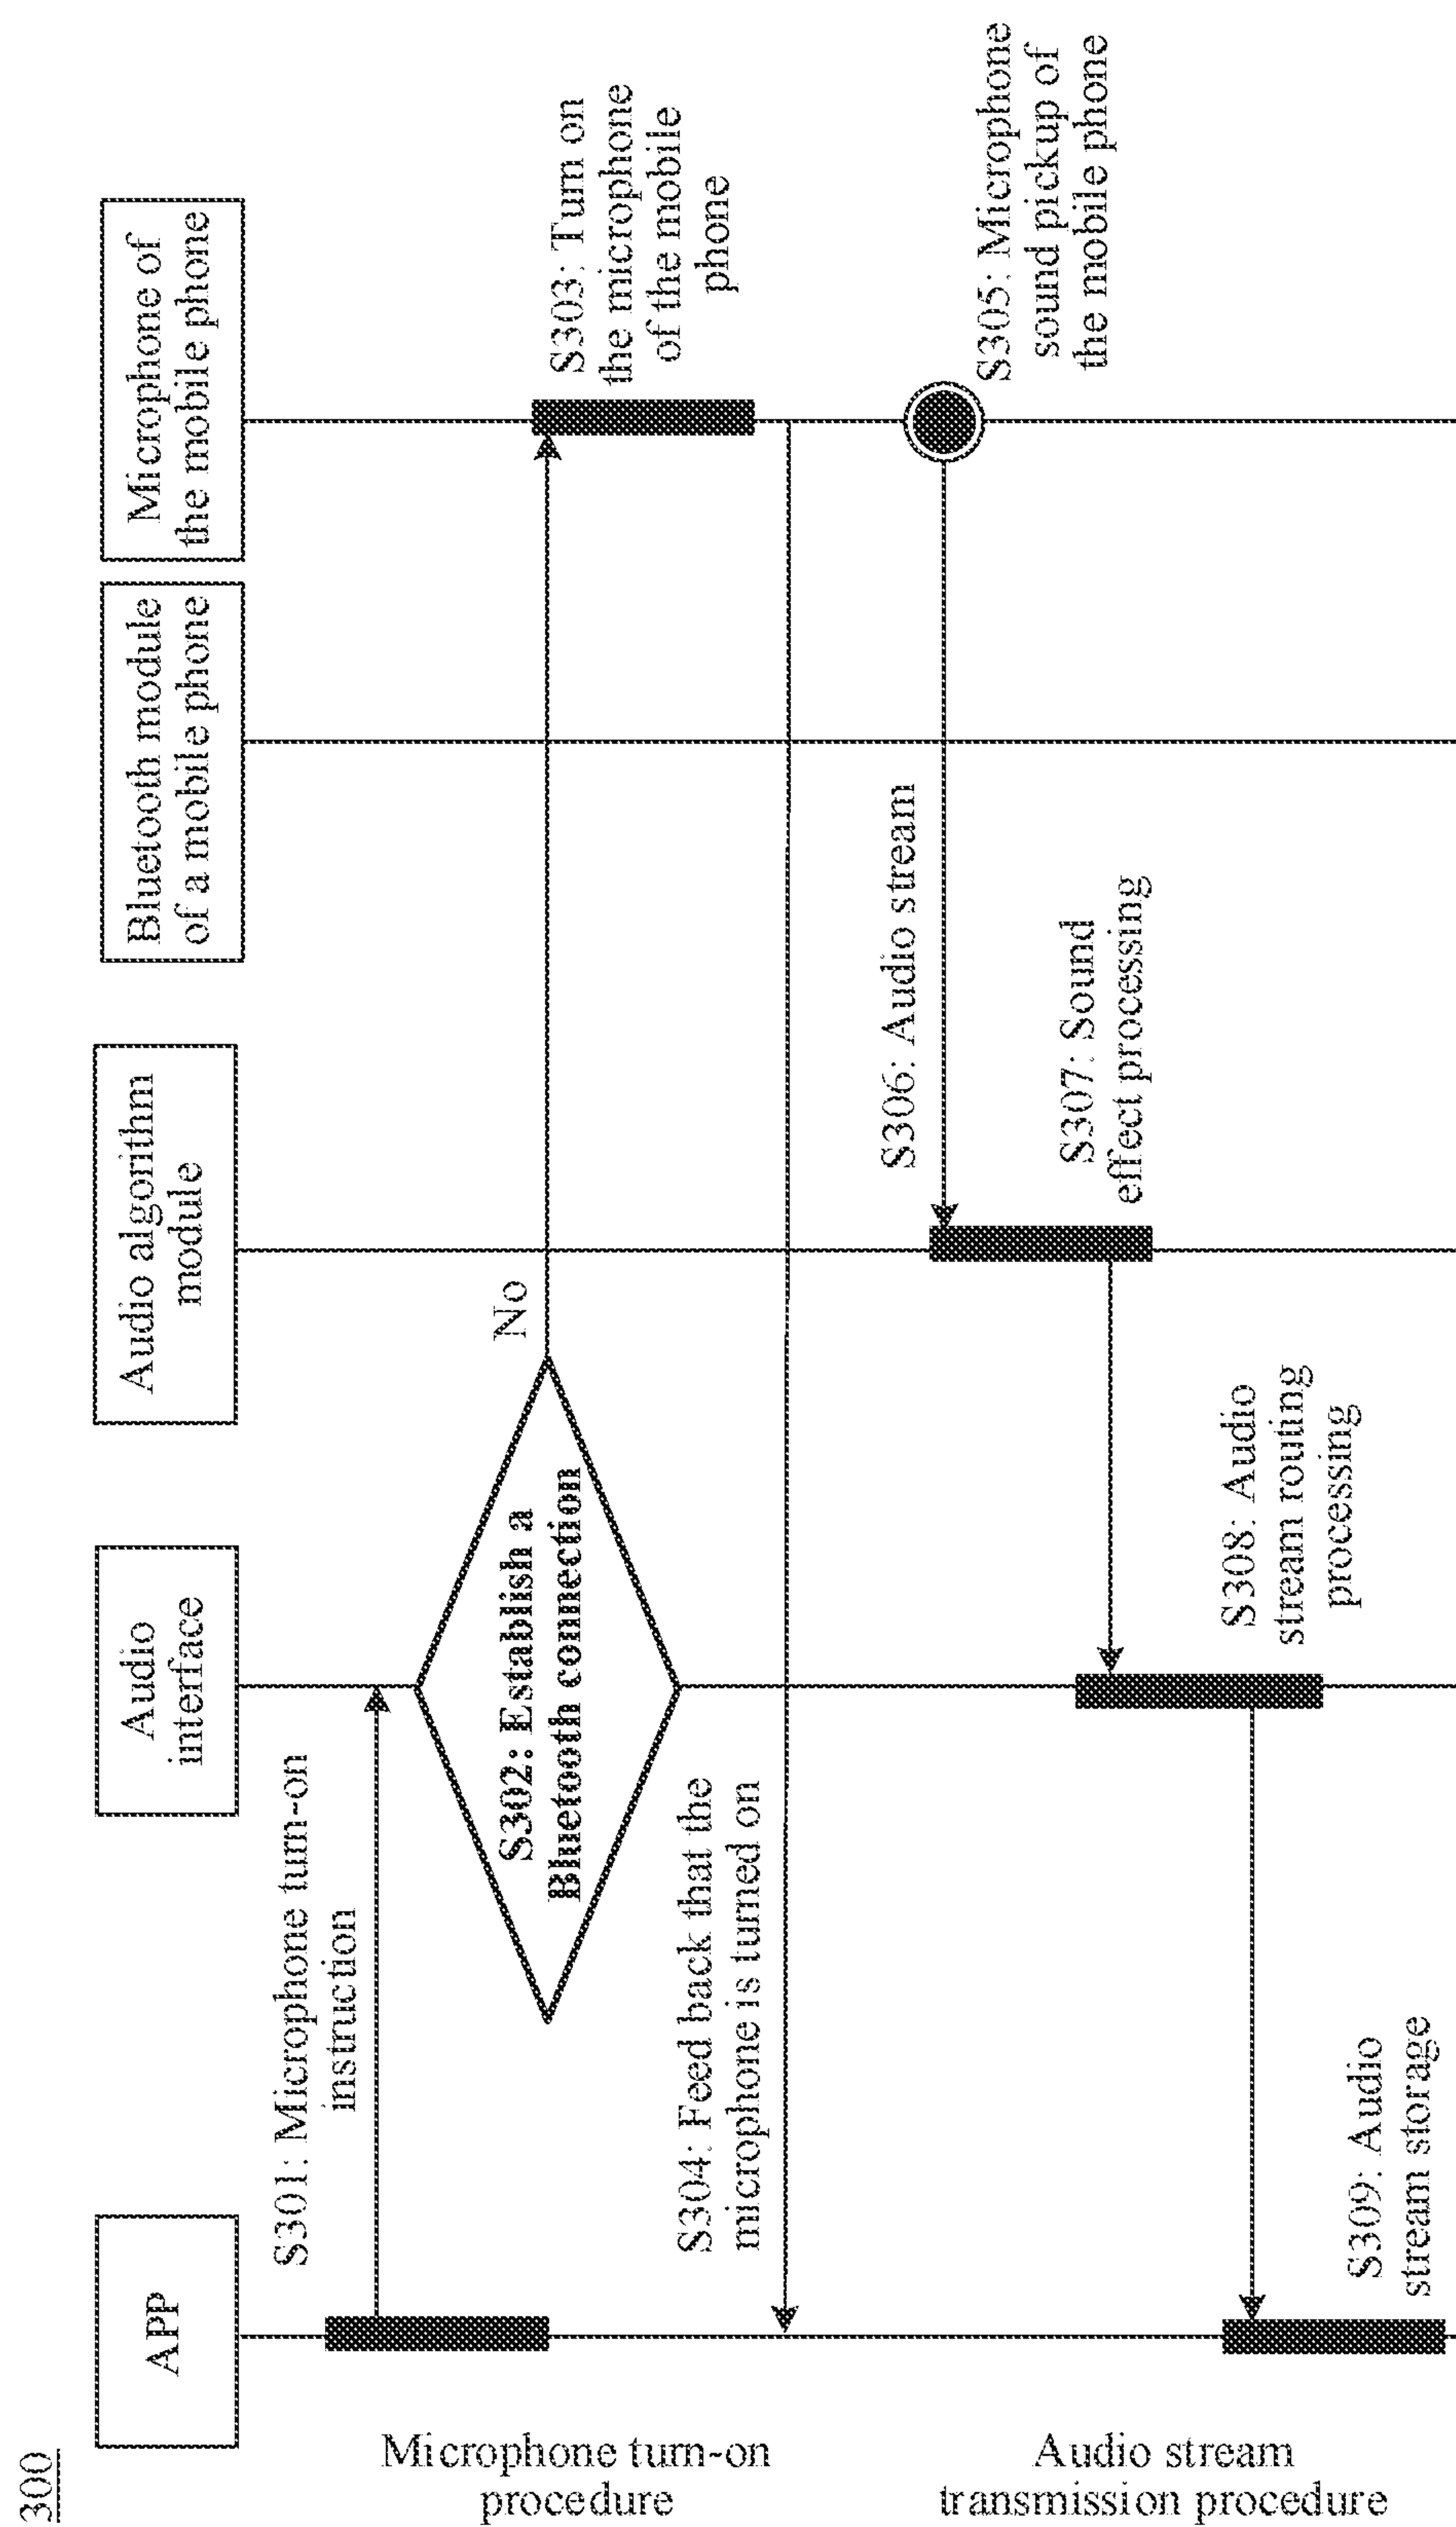 300
APP
Audio
interface
Audio algorithm
module
Bluetooth module
of a mobile phone
Microphone of
the mobile phone
Microphone turn-on
procedure
S301: Microphone turn-on
instruction
S302: Establish a
Bluetooth connection
No
S303: Turn on
the microphone
of the mobile
phone
S304: Feed back that the
microphone is turned on
Audio stream
transmission procedure
S305: Microphone
sound pickup of
the mobile phone
S306: Audio stream
S307: Sound
effect processing
S308: Audio
stream routing
processing
S309: Audio
stream storage